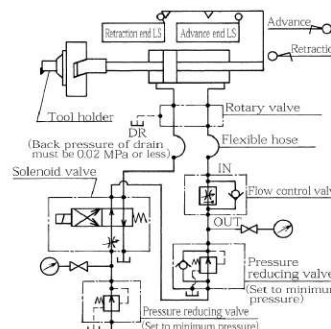 Retraction end LS
Advance end LS
Advance
Retractio
Tool holder
DR
(Back pressure of drain
must be 0.02 MPa or less)
Rotary valve
Flexible hose
Solenoid valve
IN
Flow control valv
OUT
Pressure
reducing valve
(Set to minimum
pressure)
Pressure reducing valve
(Set to minimum pressure)